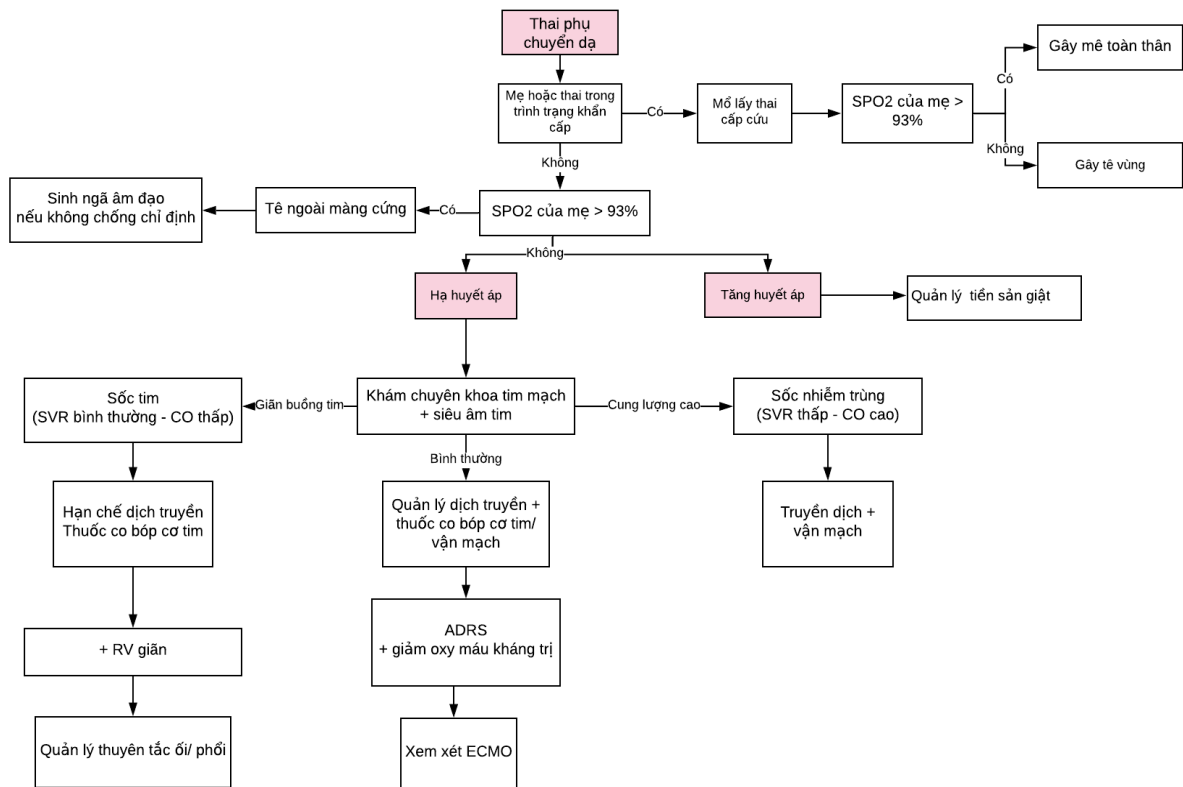 Thai phụ
chuyển dạ
Mẹ hoặc thai trong
trình trạng khẩn
cấp
Có
Mổ lấy thai
cấp cứu
SPO2 của mẹ >
93%
Có
Gây mê toàn thân
Không
Gây tê vùng
Không
SPO2 của mẹ > 93%
Có
Tê ngoài màng cứng
Sinh ngã âm đạo
nếu không chống chỉ định
Không
Hạ huyết áp
Tăng huyết áp
Quản lý tiền sản giật
Khám chuyên khoa tim mạch
+ siêu âm tim
Giãn buồng tim
Sốc tim
(SVR bình thường - CO thấp)
Cung lượng cao
Sốc nhiễm trùng
(SVR thấp - CO cao)
Bình thường
Hạn chế dịch truyền
Thuốc co bóp cơ tim
Quản lý dịch truyền +
thuốc co bóp cơ tim/
vận mạch
Truyền dịch +
vận mạch
+ RV giãn
ADRS
+ giảm oxy máu kháng trị
Quản lý thuyên tắc ối/ phổi
Xem xét ECMO